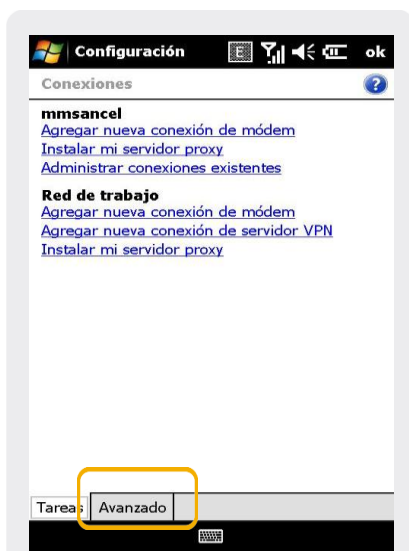 Configuración
E
ok
Conexiones
?
mmsancel
Agregar nueva conexión de módem
Instalar mi servidor proxy
Administrar conexiones existentes
Red de trabajo
Agregar nueva conexión de módem
Agregar nueva conexión de servidor VPN
Instalar mi servidor proxy
Tareas
Avanzado